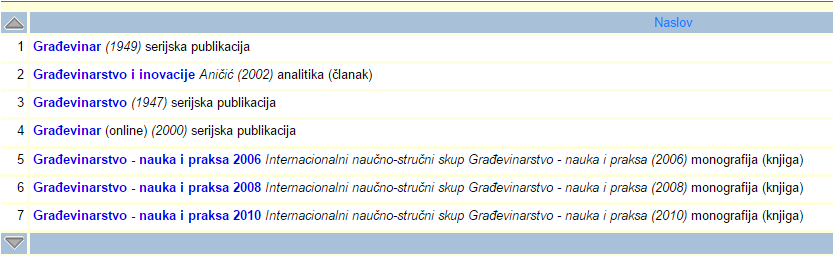 Naslov
1 Građevinar (1949) serijska publikacija
2 Građevinarstvo i inovacije Aničić (2002) analitika (članak)
3 Građevinarstvo (1947) serijska publikacija
4 Građevinar (online) (2000) serijska publikacija
5 Građevinarstvo - nauka i praksa 2006 Internacionalni naučno-stručni skup Građevinarstvo - nauka i praksa (2006) monografija (knjiga)
6 Građevinarstvo - nauka i praksa 2008 Internacionalni naučno-stručni skup Građevinarstvo - nauka i praksa (2008) monografija (knjiga)
7 Građevinarstvo - nauka i praksa 2010 Internacionalni naučno-stručni skup Građevinarstvo - nauka i praksa (2010) monografija (knjiga)